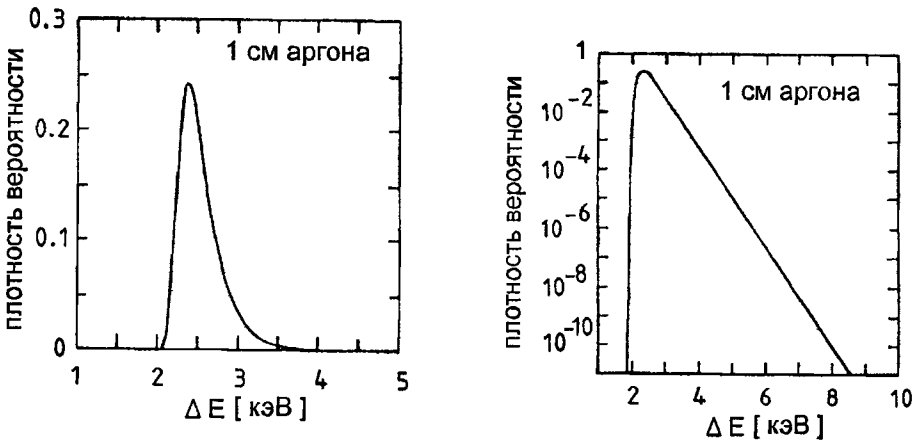 0.3
0.2
0.1
0
плотность вероятности
1 см аргона
1 2 3 4 5
Δ E [ кэВ ]
1
10⁻²
10⁻⁴
10⁻⁶
10⁻⁸
10⁻¹⁰
плотность вероятности
1 см аргона
2 4 6 8 10
Δ E [ кэВ ]